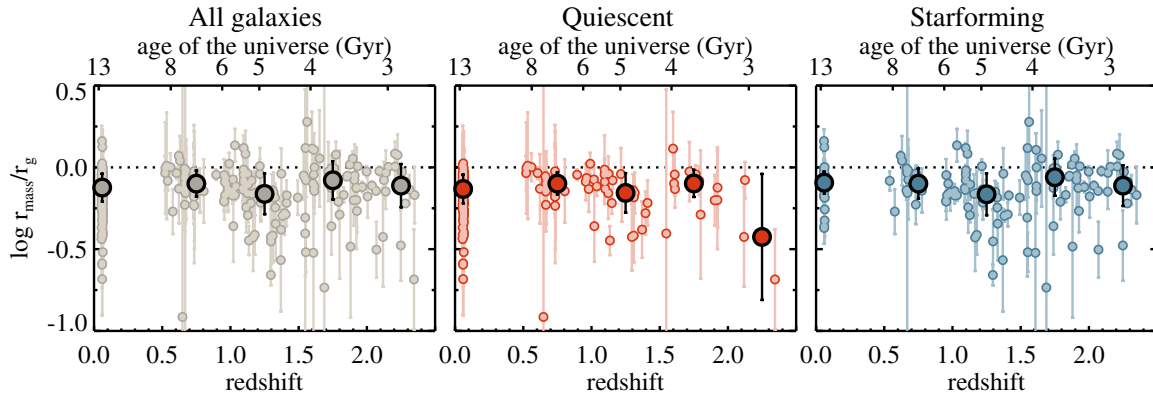 All galaxies Quiescent Starforming
age of the universe (Gyr) age of the universe (Gyr) age of the universe (Gyr)
13 8 6 5 4 3 13 8 6 5 4 3 13 8 6 5 4 3
0.5
0.0
-0.5
-1.0
log r_mass/r_g
0.0 0.5 1.0 1.5 2.0 0.0 0.5 1.0 1.5 2.0 0.0 0.5 1.0 1.5 2.0
redshift redshift redshift